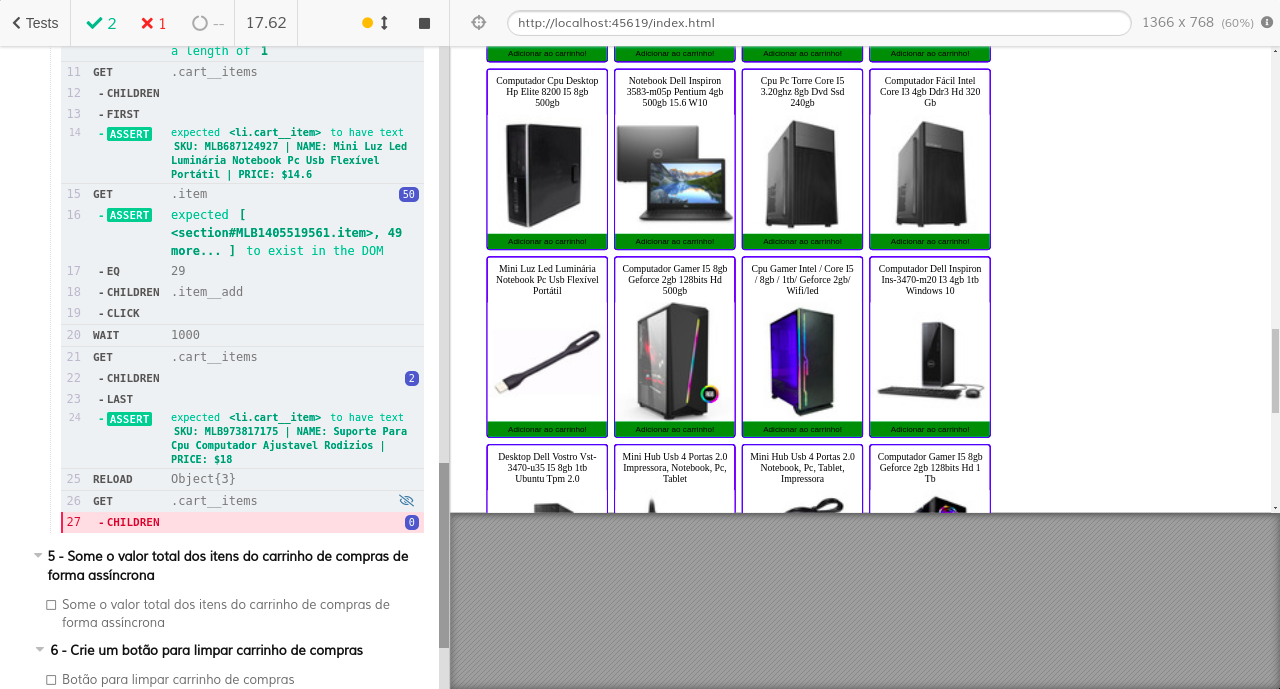 Tests
2
1
--
17.62
http://localhost:45619/index.html
1366 x 768 (60%)
a length of 1
11 GET .cart__items
12 - CHILDREN
13 - FIRST
14 - ASSERT expected <li.cart__item> to have text
SKU: MLB687124927 | NAME: Mini Luz Led
Luminária Notebook Pc Usb Flexível
Portátil | PRICE: $14.6
15 GET .item 50
16 - ASSERT expected [
<section#MLB1405519561.item>, 49
more... ] to exist in the DOM
17 - EQ 29
18 - CHILDREN .item__add
19 - CLICK
20 WAIT 1000
21 GET .cart__items
22 - CHILDREN 2
23 - LAST
24 - ASSERT expected <li.cart__item> to have text
SKU: MLB973817175 | NAME: Suporte Para
Cpu Computador Ajustavel Rodizios |
PRICE: $18
25 RELOAD Object{3}
26 GET .cart__items
27 - CHILDREN 0
5 - Some o valor total dos itens do carrinho de compras de
forma assíncrona
Some o valor total dos itens do carrinho de compras de
forma assíncrona
6 - Crie um botão para limpar carrinho de compras
Botão para limpar carrinho de compras
Adicionar ao carrinho! Adicionar ao carrinho! Adicionar ao carrinho! Adicionar ao carrinho!
Computador Cpu Desktop
Hp Elite 8200 I5 8gb
500gb
Notebook Dell Inspiron
3583-m05p Pentium 4gb
500gb 15.6 W10
Cpu Pc Torre Core I5
3.20ghz 8gb Dvd Ssd
240gb
Computador Fácil Intel
Core I3 4gb Ddr3 Hd 320
Gb
Adicionar ao carrinho! Adicionar ao carrinho! Adicionar ao carrinho! Adicionar ao carrinho!
Mini Luz Led Luminária
Notebook Pc Usb Flexível
Portátil
Computador Gamer I5 8gb
Geforce 2gb 128bits Hd
500gb
Cpu Gamer Intel / Core I5
/ 8gb / 1tb/ Geforce 2gb/
Wifi/led
Computador Dell Inspiron
Ins-3470-m20 I3 4gb 1tb
Windows 10
RGB
Adicionar ao carrinho! Adicionar ao carrinho! Adicionar ao carrinho! Adicionar ao carrinho!
Desktop Dell Vostro Vst-
3470-u35 I5 8gb 1tb
Ubuntu Tpm 2.0
Mini Hub Usb 4 Portas 2.0
Impressora, Notebook, Pc,
Tablet
Mini Hub Usb 4 Portas 2.0
Notebook, Pc, Tablet,
Impressora
Computador Gamer I5 8gb
Geforce 2gb 128bits Hd 1
Tb